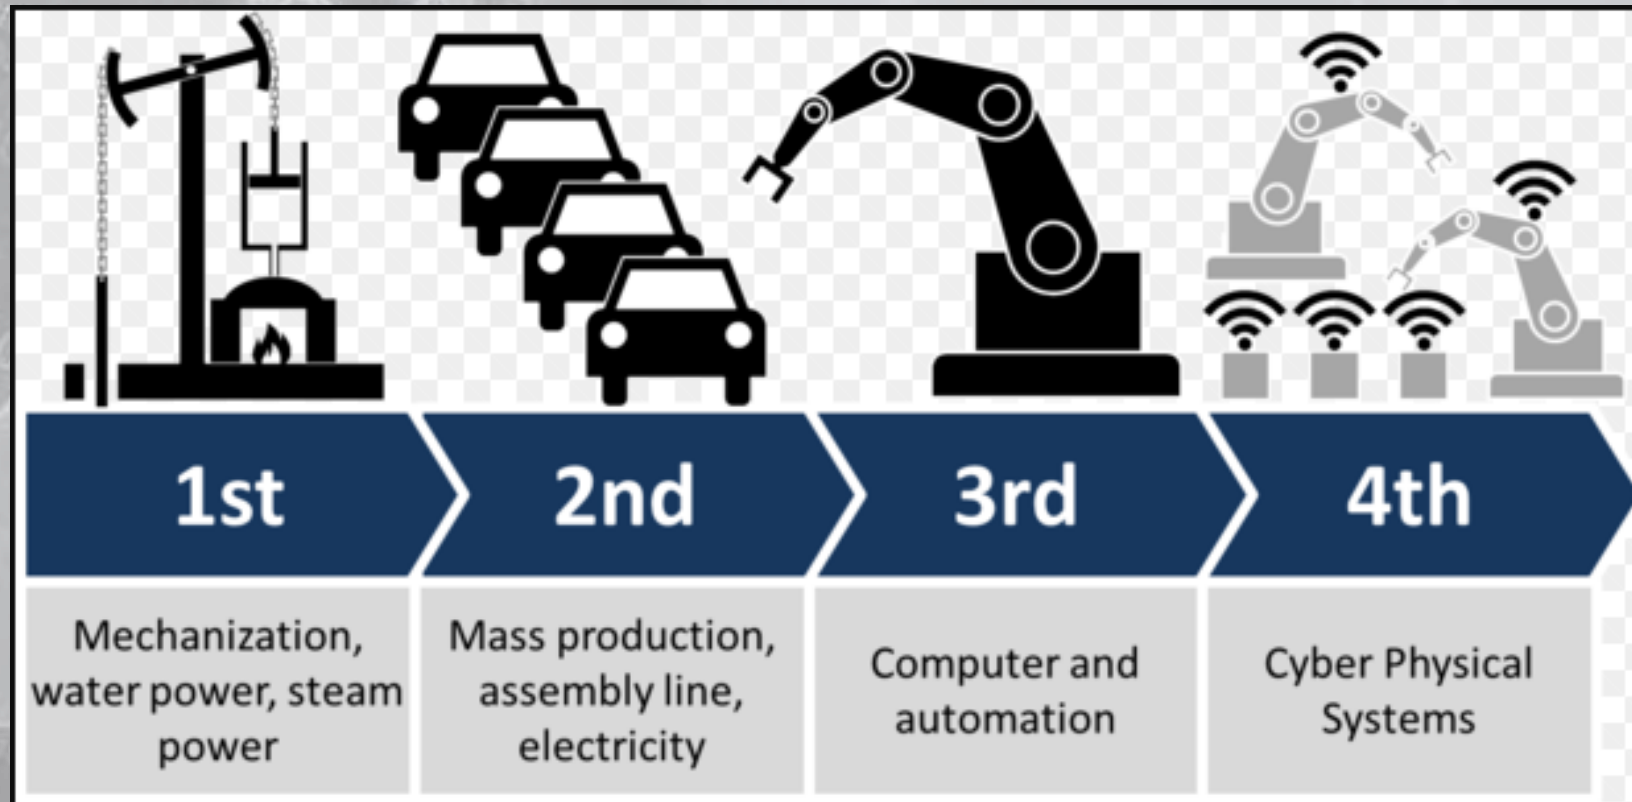 1st
2nd
3rd
4th
Mechanization,
water power, steam
power
Mass production,
assembly line,
electricity
Computer and
automation
Cyber Physical
Systems